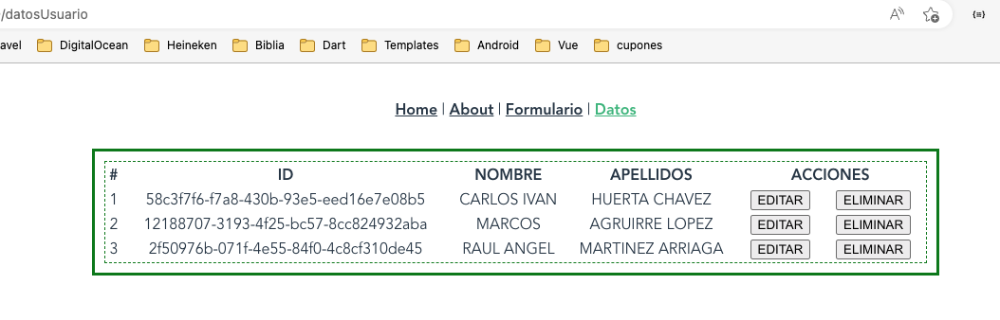 /datosUsuario
avel DigitalOcean Heineken Biblia Dart Templates Android Vue cupones
Home | About | Formulario | Datos
# ID NOMBRE APELLIDOS ACCIONES
1 58c3f7f6-f7a8-430b-93e5-eed16e7e08b5 CARLOS IVAN HUERTA CHAVEZ EDITAR ELIMINAR
2 12188707-3193-4f25-bc57-8cc824932aba MARCOS AGRUIRRE LOPEZ EDITAR ELIMINAR
3 2f50976b-071f-4e55-84f0-4c8cf310de45 RAUL ANGEL MARTINEZ ARRIAGA EDITAR ELIMINAR